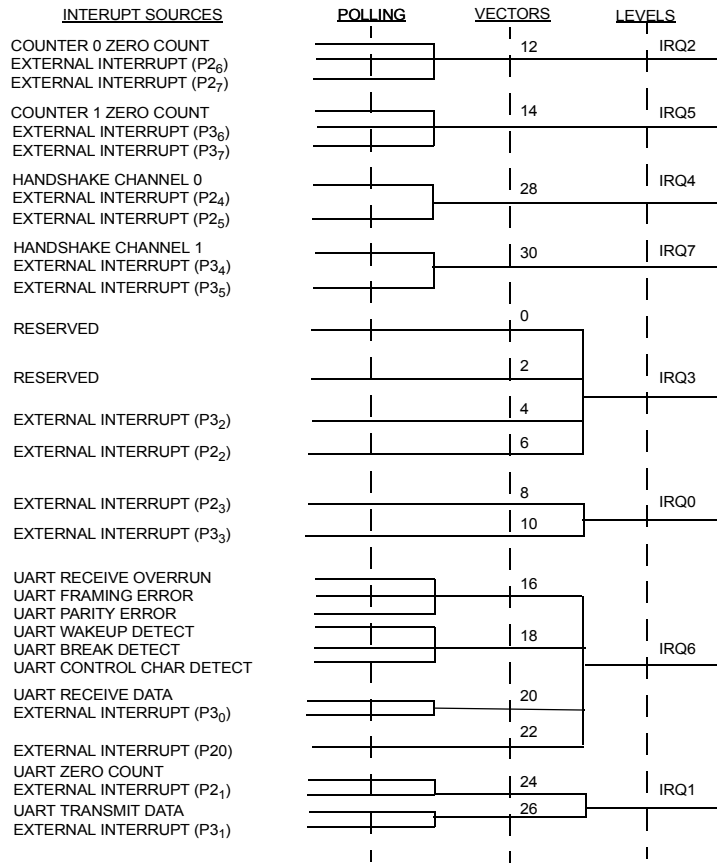 INTERUPT SOURCES POLLING VECTORS LEVELS
COUNTER 0 ZERO COUNT 12 IRQ2
EXTERNAL INTERRUPT (P2₆)
EXTERNAL INTERRUPT (P2₇)
COUNTER 1 ZERO COUNT 14 IRQ5
EXTERNAL INTERRUPT (P3₆)
EXTERNAL INTERRUPT (P3₇)
HANDSHAKE CHANNEL 0 28 IRQ4
EXTERNAL INTERRUPT (P2₄)
EXTERNAL INTERRUPT (P2₅)
HANDSHAKE CHANNEL 1 30 IRQ7
EXTERNAL INTERRUPT (P3₄)
EXTERNAL INTERRUPT (P3₅)
RESERVED 0
RESERVED 2 IRQ3
EXTERNAL INTERRUPT (P3₂) 4
EXTERNAL INTERRUPT (P2₂) 6
EXTERNAL INTERRUPT (P2₃) 8 IRQ0
EXTERNAL INTERRUPT (P3₃) 10
UART RECEIVE OVERRUN 16
UART FRAMING ERROR
UART PARITY ERROR
UART WAKEUP DETECT 18
UART BREAK DETECT IRQ6
UART CONTROL CHAR DETECT
UART RECEIVE DATA 20
EXTERNAL INTERRUPT (P3₀)
EXTERNAL INTERRUPT (P20) 22
UART ZERO COUNT 24
EXTERNAL INTERRUPT (P2₁) IRQ1
UART TRANSMIT DATA 26
EXTERNAL INTERRUPT (P3₁)